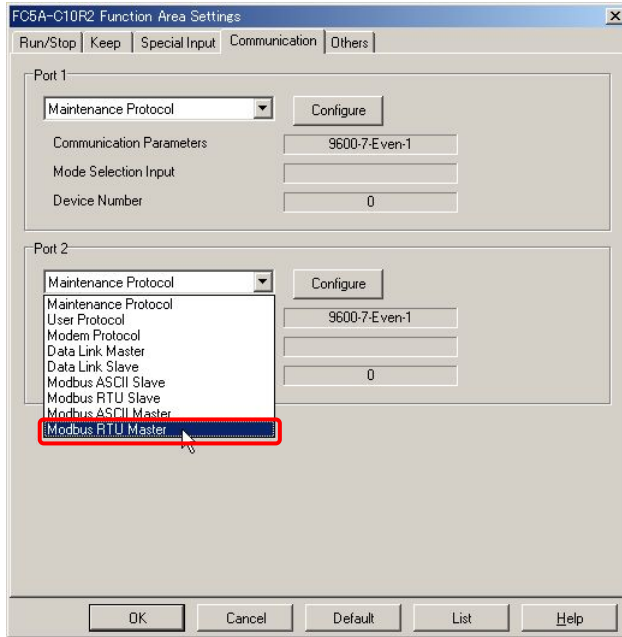 FC5A-C10R2 Function Area Settings
Run/Stop Keep Special Input Communication Others
Port 1
Maintenance Protocol Configure
Communication Parameters 9600-7-Even-1
Mode Selection Input
Device Number 0
Port 2
Maintenance Protocol Configure
Maintenance Protocol
User Protocol 9600-7-Even-1
Modem Protocol
Data Link Master
Data Link Slave 0
Modbus ASCII Slave
Modbus RTU Slave
Modbus ASCII Master
Modbus RTU Master
OK Cancel Default List Help